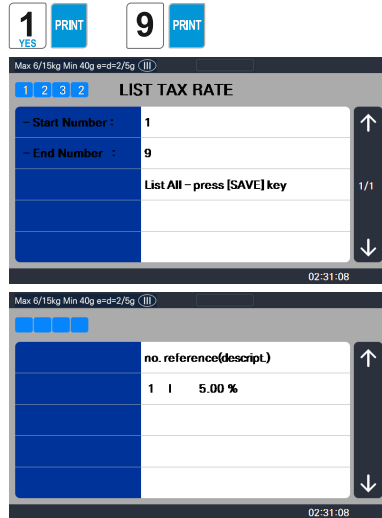 1 PRINT 9 PRINT
YES
Max 6/15kg Min 40g e=d=2/5g (III)
1 2 3 2 LIST TAX RATE
- Start Number : 1
- End Number : 9
List All - press [SAVE] key
1/1
02:31:08
Max 6/15kg Min 40g e=d=2/5g (III)
no. reference(descript.)
1 I 5.00 %
02:31:08